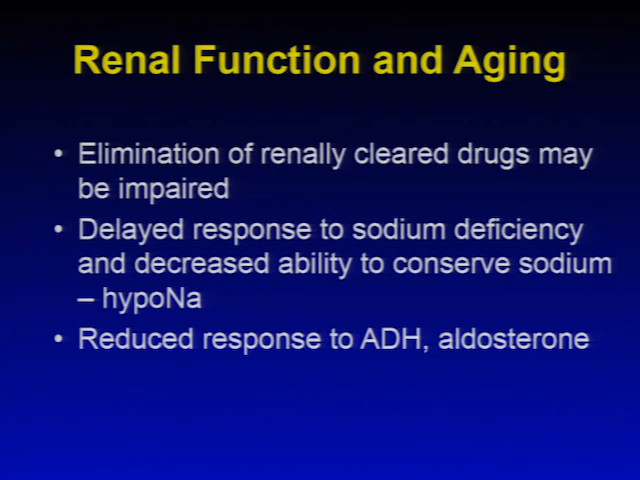 Renal Function and Aging
• Elimination of renally cleared drugs may
be impaired
• Delayed response to sodium deficiency
and decreased ability to conserve sodium
– hypoNa
• Reduced response to ADH, aldosterone